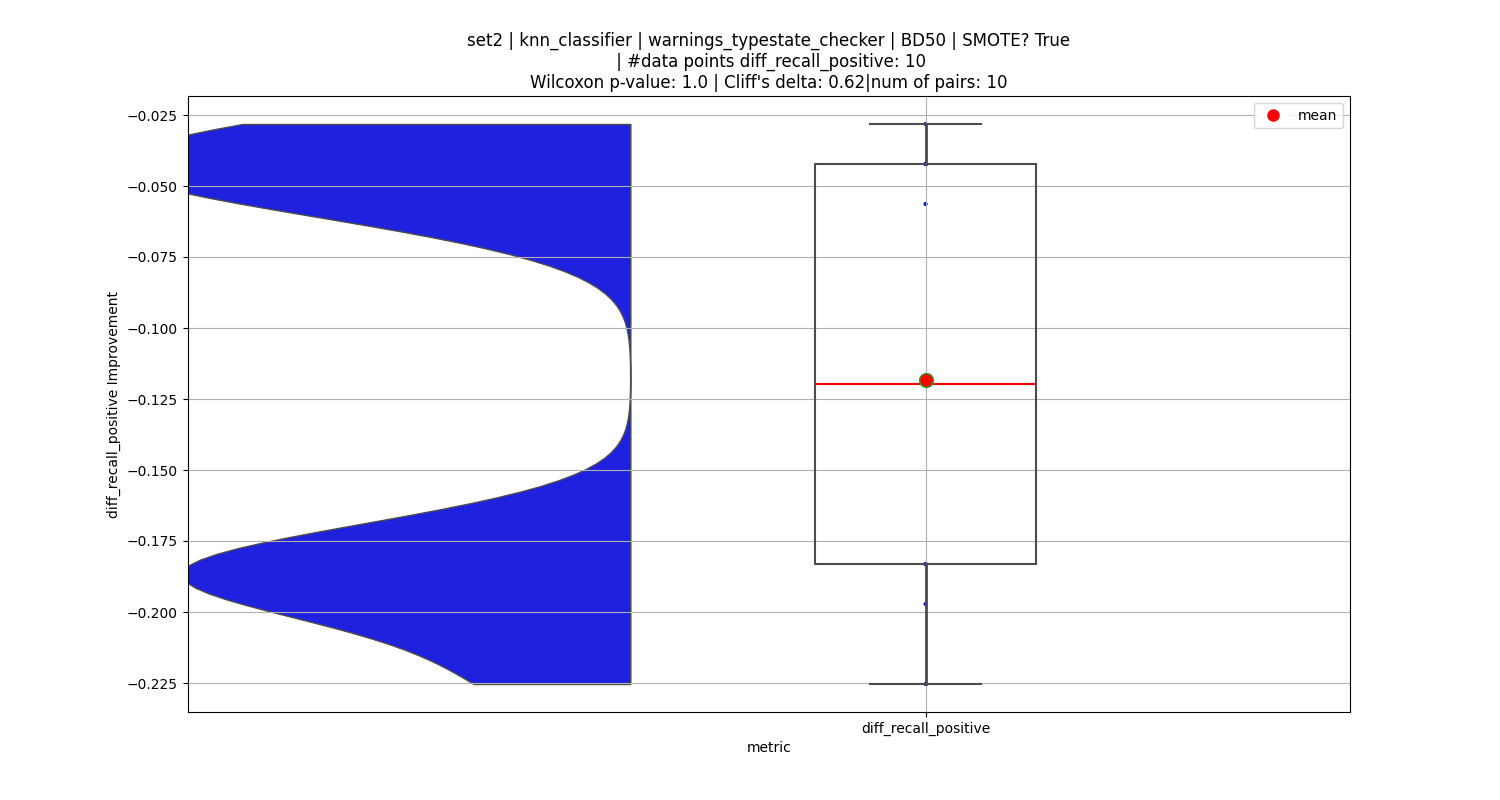 set2 | knn_classifier | warnings_typestate_checker | BD50 | SMOTE? True
| #data points diff_recall_positive: 10
Wilcoxon p-value: 1.0 | Cliff's delta: 0.62|num of pairs: 10
mean
−0.025
−0.050
−0.075
−0.100
−0.125
−0.150
−0.175
−0.200
−0.225
diff_recall_positive Improvement
diff_recall_positive
metric